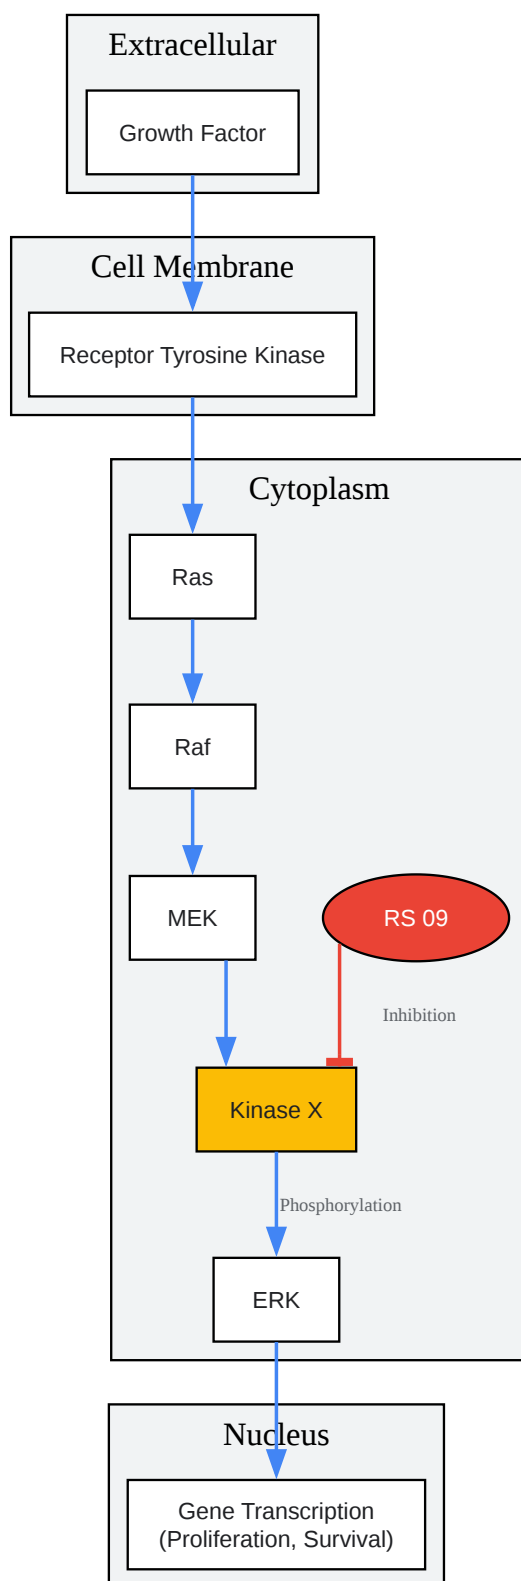 Extracellular
Growth Factor
Cell Membrane
Receptor Tyrosine Kinase
Cytoplasm
Ras
Raf
MEK
RS 09
Inhibition
Kinase X
Phosphorylation
ERK
Nucleus
Gene Transcription
(Proliferation, Survival)